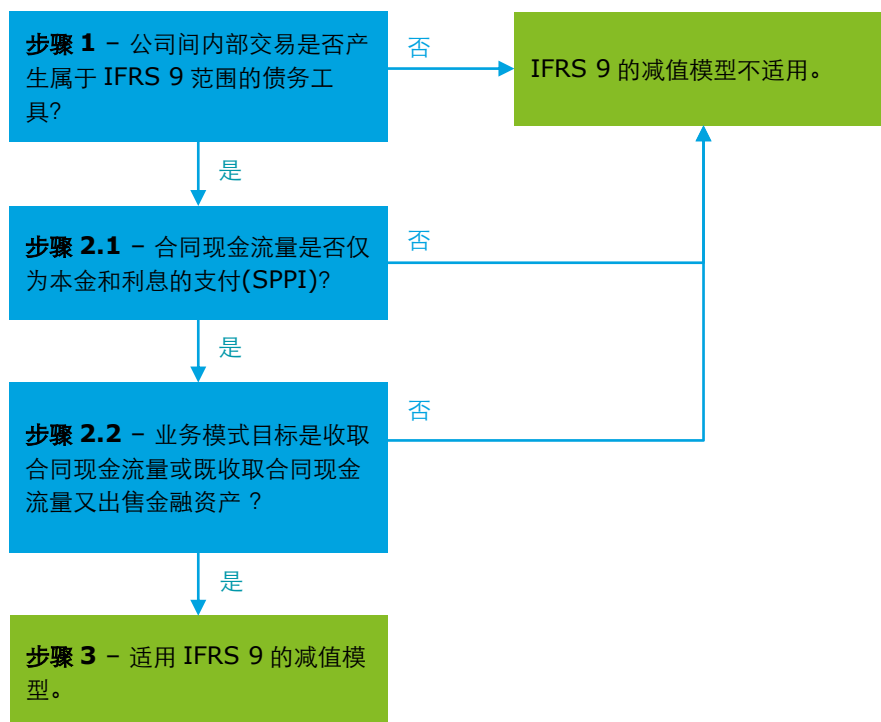 步骤 1 – 公司间内部交易是否产
生属于 IFRS 9 范围的债务工
具?
否
IFRS 9 的减值模型不适用。
是
步骤 2.1 – 合同现金流量是否仅
为本金和利息的支付(SPPI)?
否
是
步骤 2.2 – 业务模式目标是收取
合同现金流量或既收取合同现金
流量又出售金融资产 ?
否
是
步骤 3 – 适用 IFRS 9 的减值模
型。